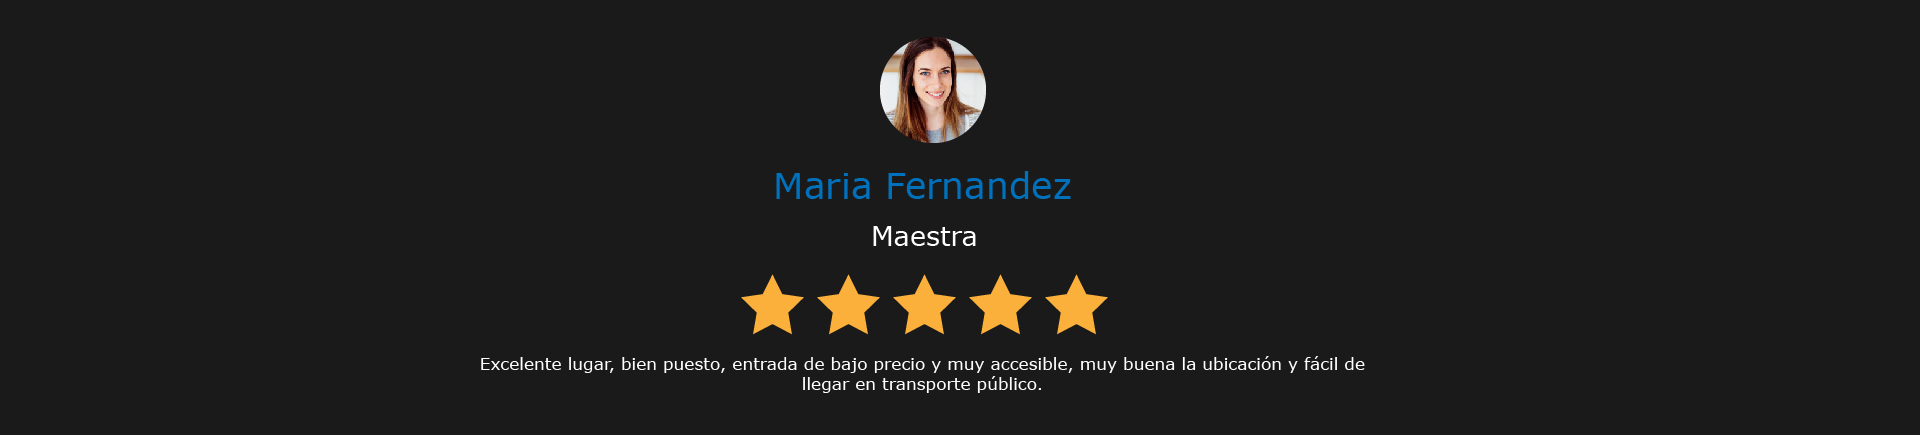 Maria Fernandez
Maestra
Excelente lugar, bien puesto, entrada de bajo precio y muy accesible, muy buena la ubicación y fácil de
llegar en transporte público.